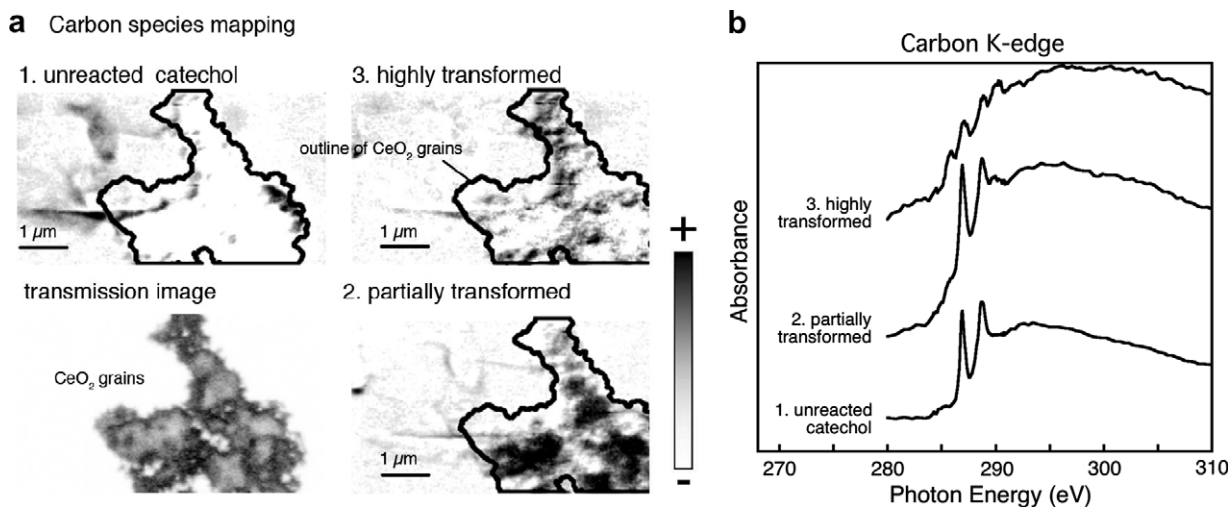 a Carbon species mapping
1. unreacted catechol
3. highly transformed
outline of CeO₂ grains
1 µm
1 µm
+
-
transmission image
2. partially transformed
CeO₂ grains
1 µm
b
Carbon K-edge
Absorbance
3. highly
transformed
2. partially
transformed
1. unreacted
catechol
270 280 290 300 310
Photon Energy (eV)